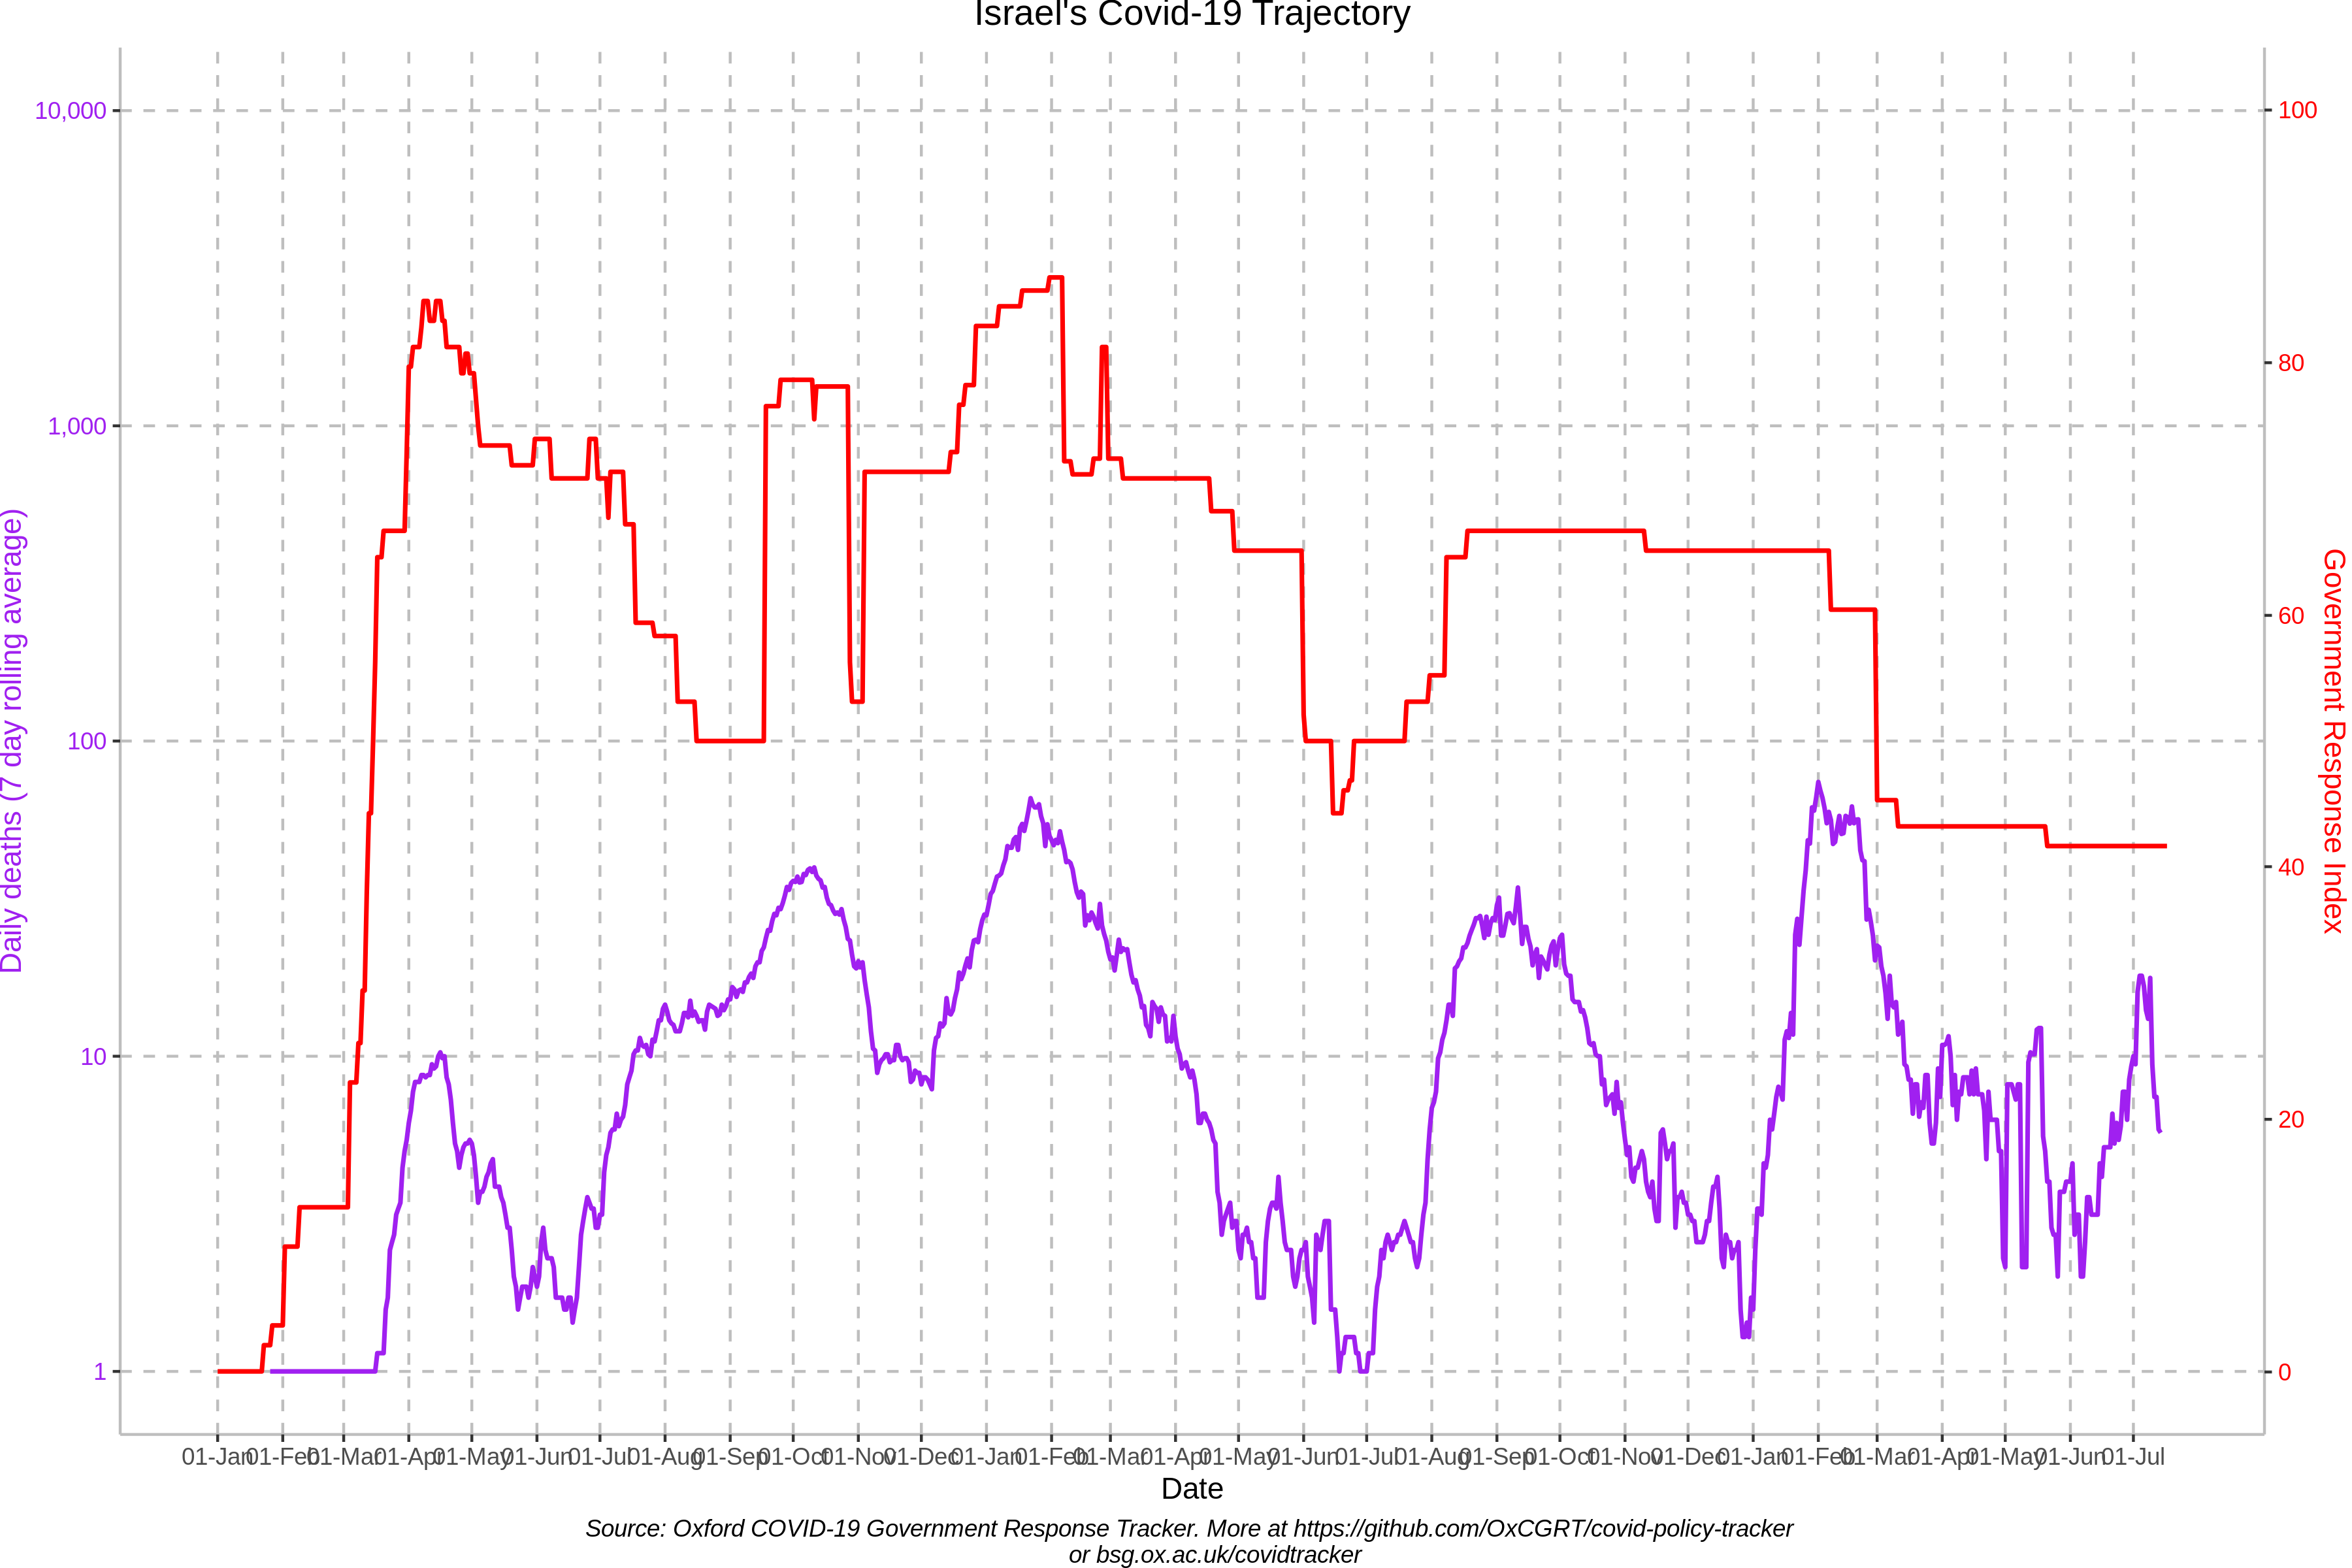 Israel's Covid-19 Trajectory
10,000
1,000
100
10
1
Daily deaths (7 day rolling average)
100
80
60
40
20
0
Government Response Index
01-Jan 01-Feb 01-Mar 01-Apr 01-May 01-Jun 01-Jul 01-Aug 01-Sep 01-Oct 01-Nov 01-Dec 01-Jan 01-Feb 01-Mar 01-Apr 01-May 01-Jun 01-Jul 01-Aug 01-Sep 01-Oct 01-Nov 01-Dec 01-Jan 01-Feb 01-Mar 01-Apr 01-May 01-Jun 01-Jul
Date
Source: Oxford COVID-19 Government Response Tracker. More at https://github.com/OxCGRT/covid-policy-tracker
or bsg.ox.ac.uk/covidtracker